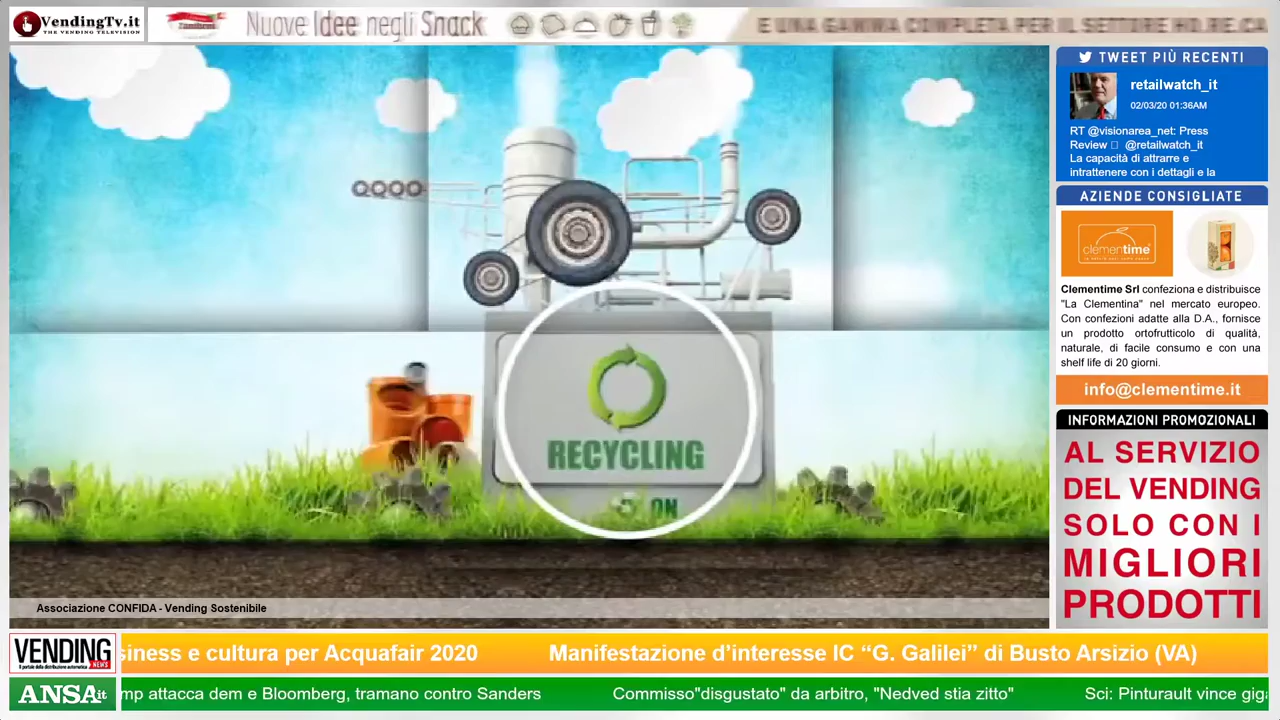 VendingTv.it
THE VENDING TELEVISION
Nuove Idee negli Snack
TWEET PIÙ RECENTI
retailwatch_it
02/03/20 01:36AM
RT @visionarea_net: Press
Review @retailwatch_it
La capacità di attrarre e
intrattenere con i dettagli e la
AZIENDE CONSIGLIATE
clementime
Clementime Srl confeziona e distribuisce
"La Clementina" nel mercato europeo.
Con confezioni adatte alla D.A., fornisce
un prodotto ortofrutticolo di qualità,
naturale, di facile consumo e con una
shelf life di 20 giorni.
info@clementime.it
INFORMAZIONI PROMOZIONALI
AL SERVIZIO
DEL VENDING
SOLO CON I
MIGLIORI
PRODOTTI
RECYCLING
ON
Associazione CONFIDA - Vending Sostenibile
VENDING
NEWS
Il portale della distribuzione automatica
siness e cultura per Acquafair 2020 Manifestazione d’interesse IC “G. Galilei” di Busto Arsizio (VA)
ANSA.it
mp attacca dem e Bloomberg, tramano contro Sanders Commisso"disgustato" da arbitro, "Nedved stia zitto" Sci: Pinturault vince giga